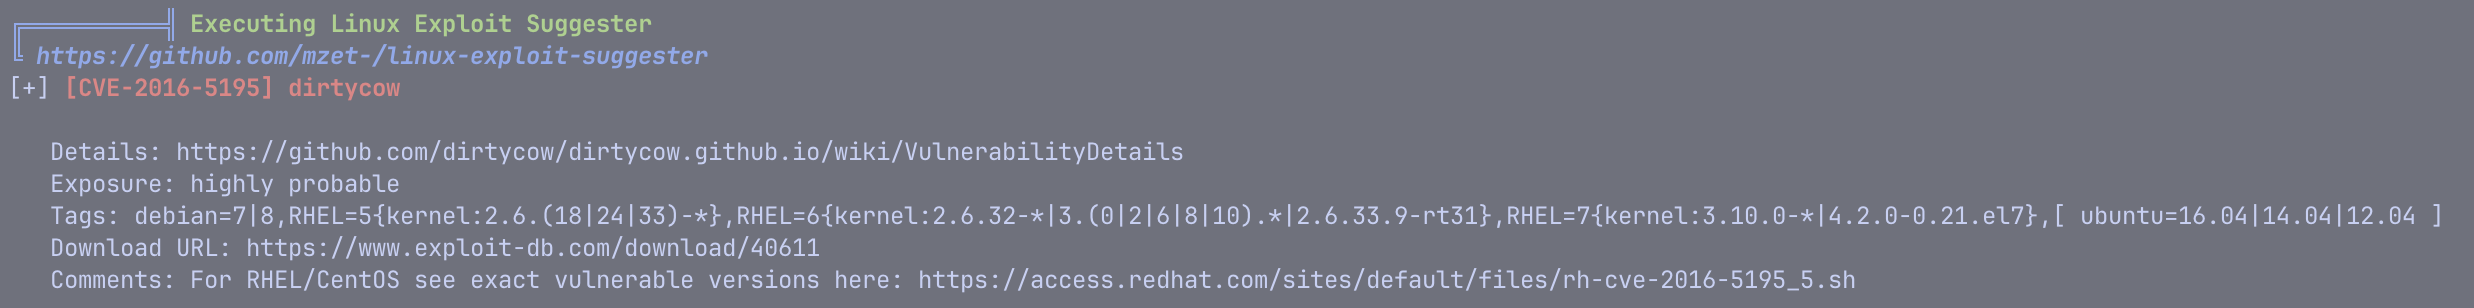 ╔══════════╣ Executing Linux Exploit Suggester
╚ https://github.com/mzet-/linux-exploit-suggester
[+] [CVE-2016-5195] dirtycow
Details: https://github.com/dirtycow/dirtycow.github.io/wiki/VulnerabilityDetails
Exposure: highly probable
Tags: debian=7|8,RHEL=5{kernel:2.6.(18|24|33)-*},RHEL=6{kernel:2.6.32-*|3.(0|2|6|8|10).*|2.6.33.9-rt31},RHEL=7{kernel:3.10.0-*|4.2.0-0.21.el7},[ ubuntu=16.04|14.04|12.04 ]
Download URL: https://www.exploit-db.com/download/40611
Comments: For RHEL/CentOS see exact vulnerable versions here: https://access.redhat.com/sites/default/files/rh-cve-2016-5195_5.sh